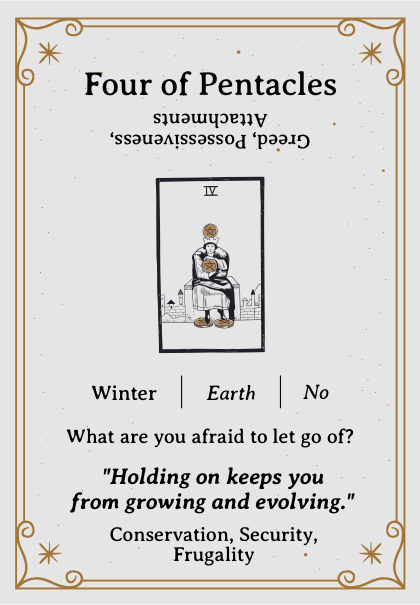 Four of Pentacles
Greed, Possessiveness,
Attachments
IV
Winter
Earth
No
What are you afraid to let go of?
"Holding on keeps you
from growing and evolving."
Conservation, Security,
Frugality